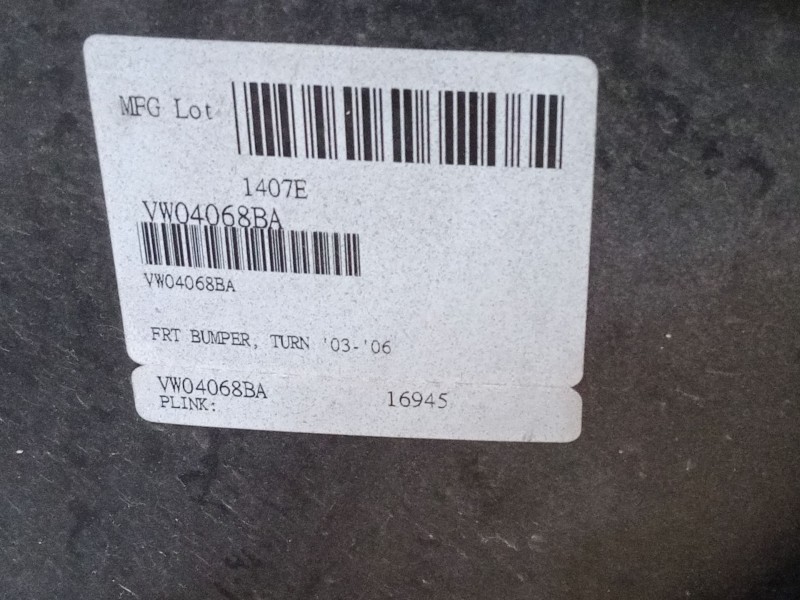 MFG Lot
1407E
VW04068BA
VW04068BA
FRT BUMPER, TURN '03-'06
VW04068BA
PLINK: 16945